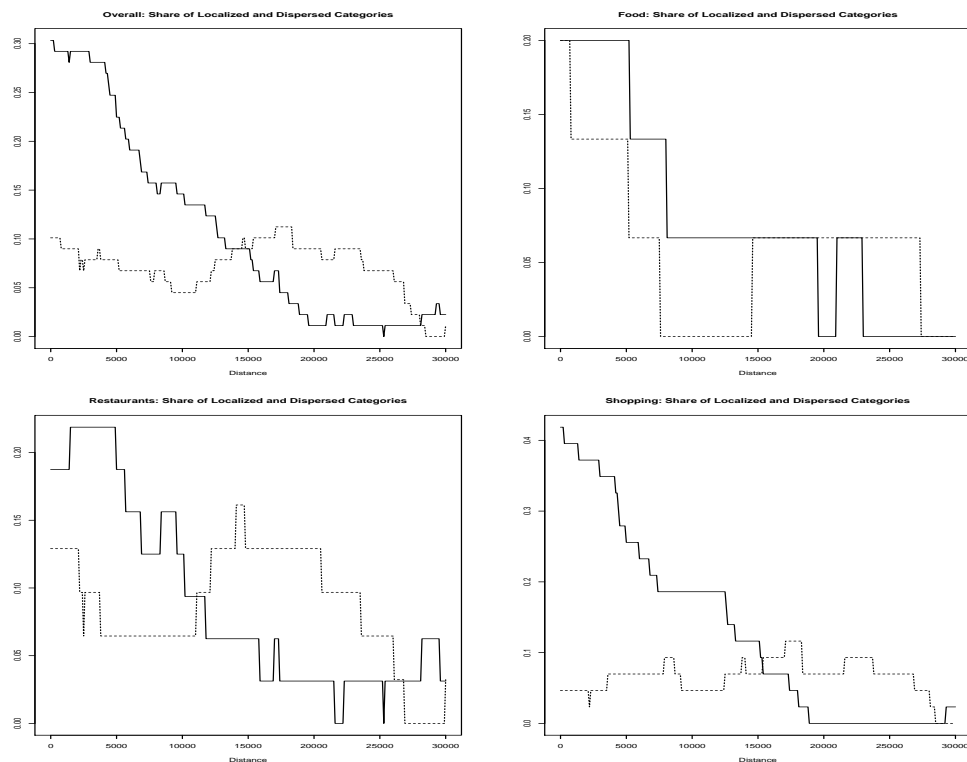 Overall: Share of Localized and Dispersed Categories
0.30
0.25
0.20
0.15
0.10
0.05
0.00
0 5000 10000 15000 20000 25000 30000
Distance
Food: Share of Localized and Dispersed Categories
0.20
0.15
0.10
0.05
0.00
0 5000 10000 15000 20000 25000 30000
Distance
Restaurants: Share of Localized and Dispersed Categories
0.20
0.15
0.10
0.05
0.00
0 5000 10000 15000 20000 25000 30000
Distance
Shopping: Share of Localized and Dispersed Categories
0.4
0.3
0.2
0.1
0.0
0 5000 10000 15000 20000 25000 30000
Distance